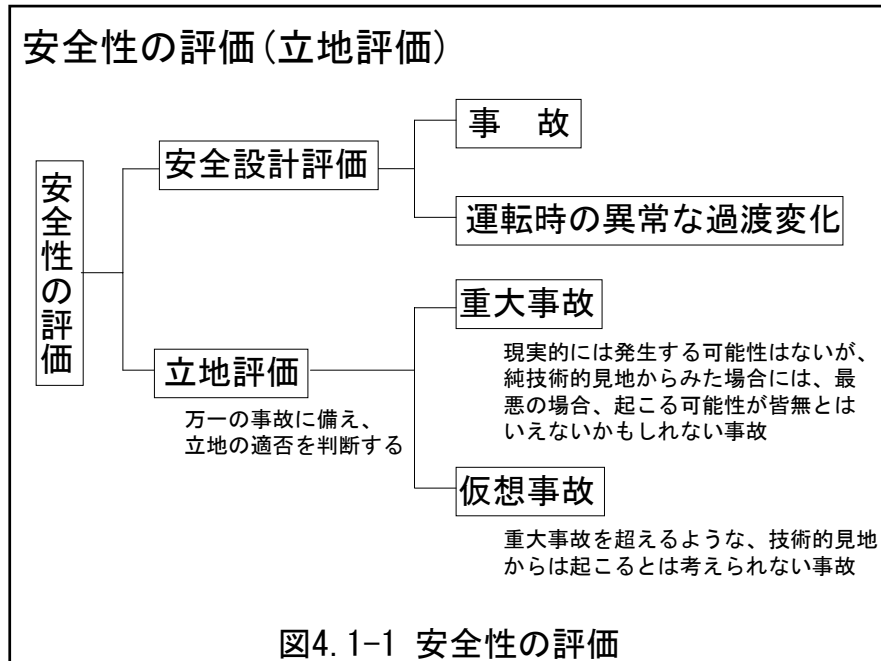 安全性の評価(立地評価)
安全性の評価
安全設計評価
事　故
運転時の異常な過渡変化
立地評価
万一の事故に備え、
立地の適否を判断する
重大事故
現実的には発生する可能性はないが、
純技術的見地からみた場合には、最
悪の場合、起こる可能性が皆無とは
いえないかもしれない事故
仮想事故
重大事故を超えるような、技術的見地
からは起こるとは考えられない事故
図4.1-1 安全性の評価